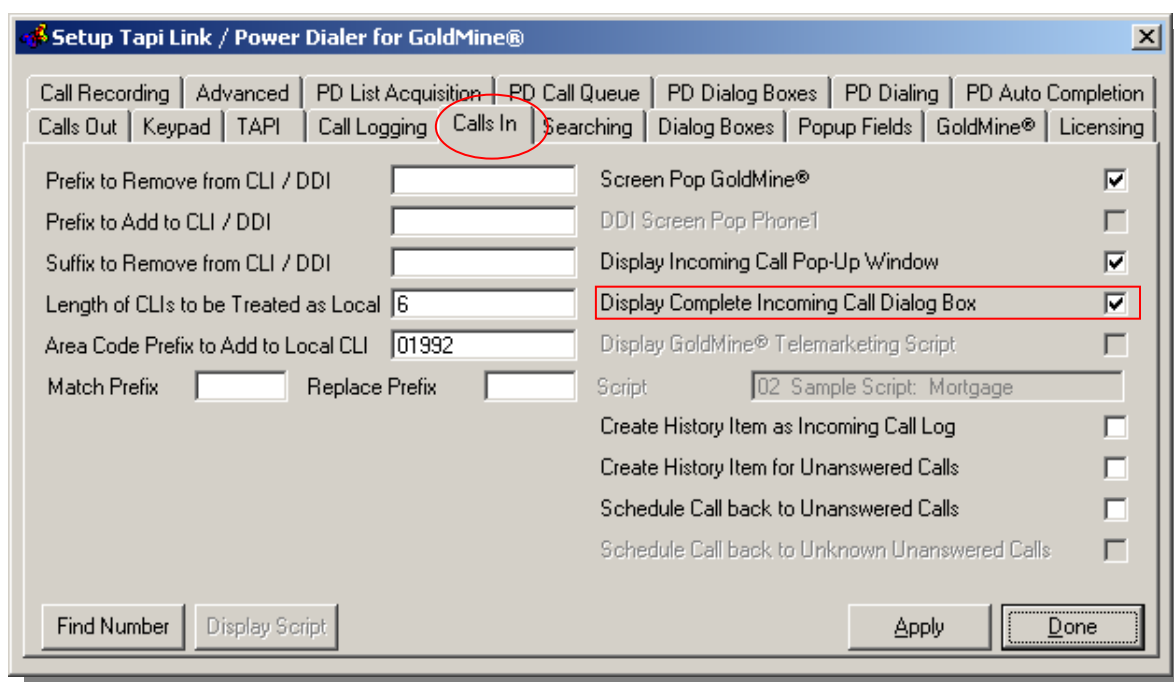 Setup Tapi Link / Power Dialer for GoldMine®
Call Recording Advanced PD List Acquisition PD Call Queue PD Dialog Boxes PD Dialing PD Auto Completion
Calls Out Keypad TAPI Call Logging Calls In Searching Dialog Boxes Popup Fields GoldMine® Licensing
Prefix to Remove from CLI / DDI
Screen Pop GoldMine®
Prefix to Add to CLI / DDI
DDI Screen Pop Phone1
Suffix to Remove from CLI / DDI
Display Incoming Call Pop-Up Window
Length of CLIs to be Treated as Local 6
Display Complete Incoming Call Dialog Box
Area Code Prefix to Add to Local CLI 01992
Display GoldMine® Telemarketing Script
Match Prefix Replace Prefix
Script 02 Sample Script: Mortgage
Create History Item as Incoming Call Log
Create History Item for Unanswered Calls
Schedule Call back to Unanswered Calls
Schedule Call back to Unknown Unanswered Calls
Find Number Display Script Apply Done